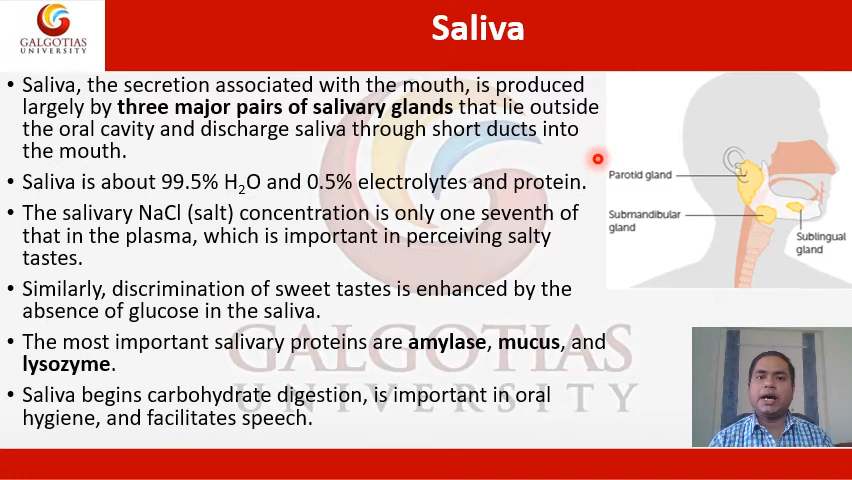 GALGOTIAS
UNIVERSITY
Saliva
• Saliva, the secretion associated with the mouth, is produced
largely by three major pairs of salivary glands that lie outside
the oral cavity and discharge saliva through short ducts into
the mouth.
• Saliva is about 99.5% H₂O and 0.5% electrolytes and protein.
• The salivary NaCl (salt) concentration is only one seventh of
that in the plasma, which is important in perceiving salty
tastes.
• Similarly, discrimination of sweet tastes is enhanced by the
absence of glucose in the saliva.
• The most important salivary proteins are amylase, mucus, and
lysozyme.
• Saliva begins carbohydrate digestion, is important in oral
hygiene, and facilitates speech.
Parotid gland
Submandibular
gland
Sublingual
gland
GALGOTIAS
UNIVERSITY